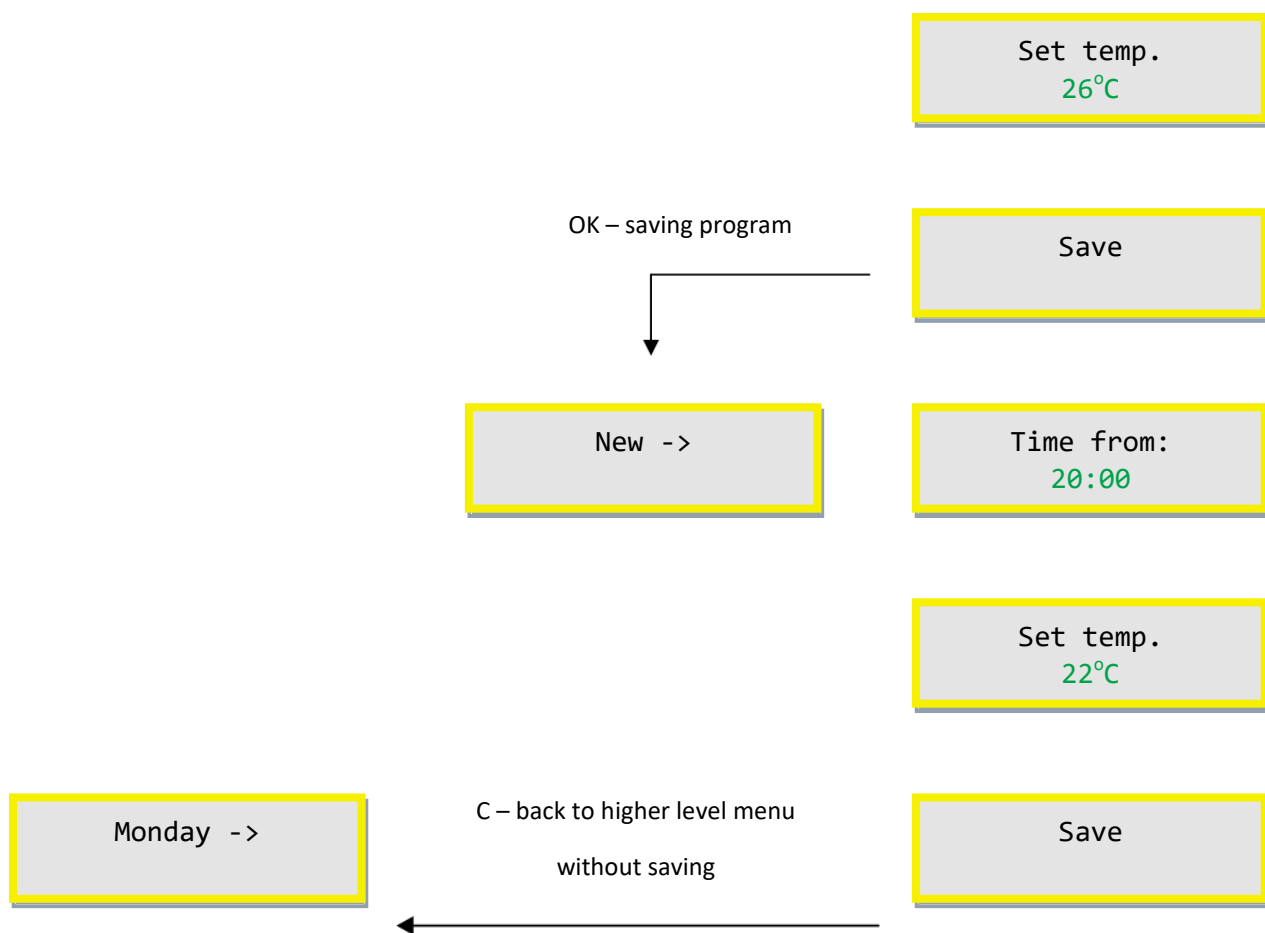 Set temp.
26°C
OK – saving program
Save
New ->
Time from:
20:00
Set temp.
22°C
Monday ->
C – back to higher level menu
without saving
Save